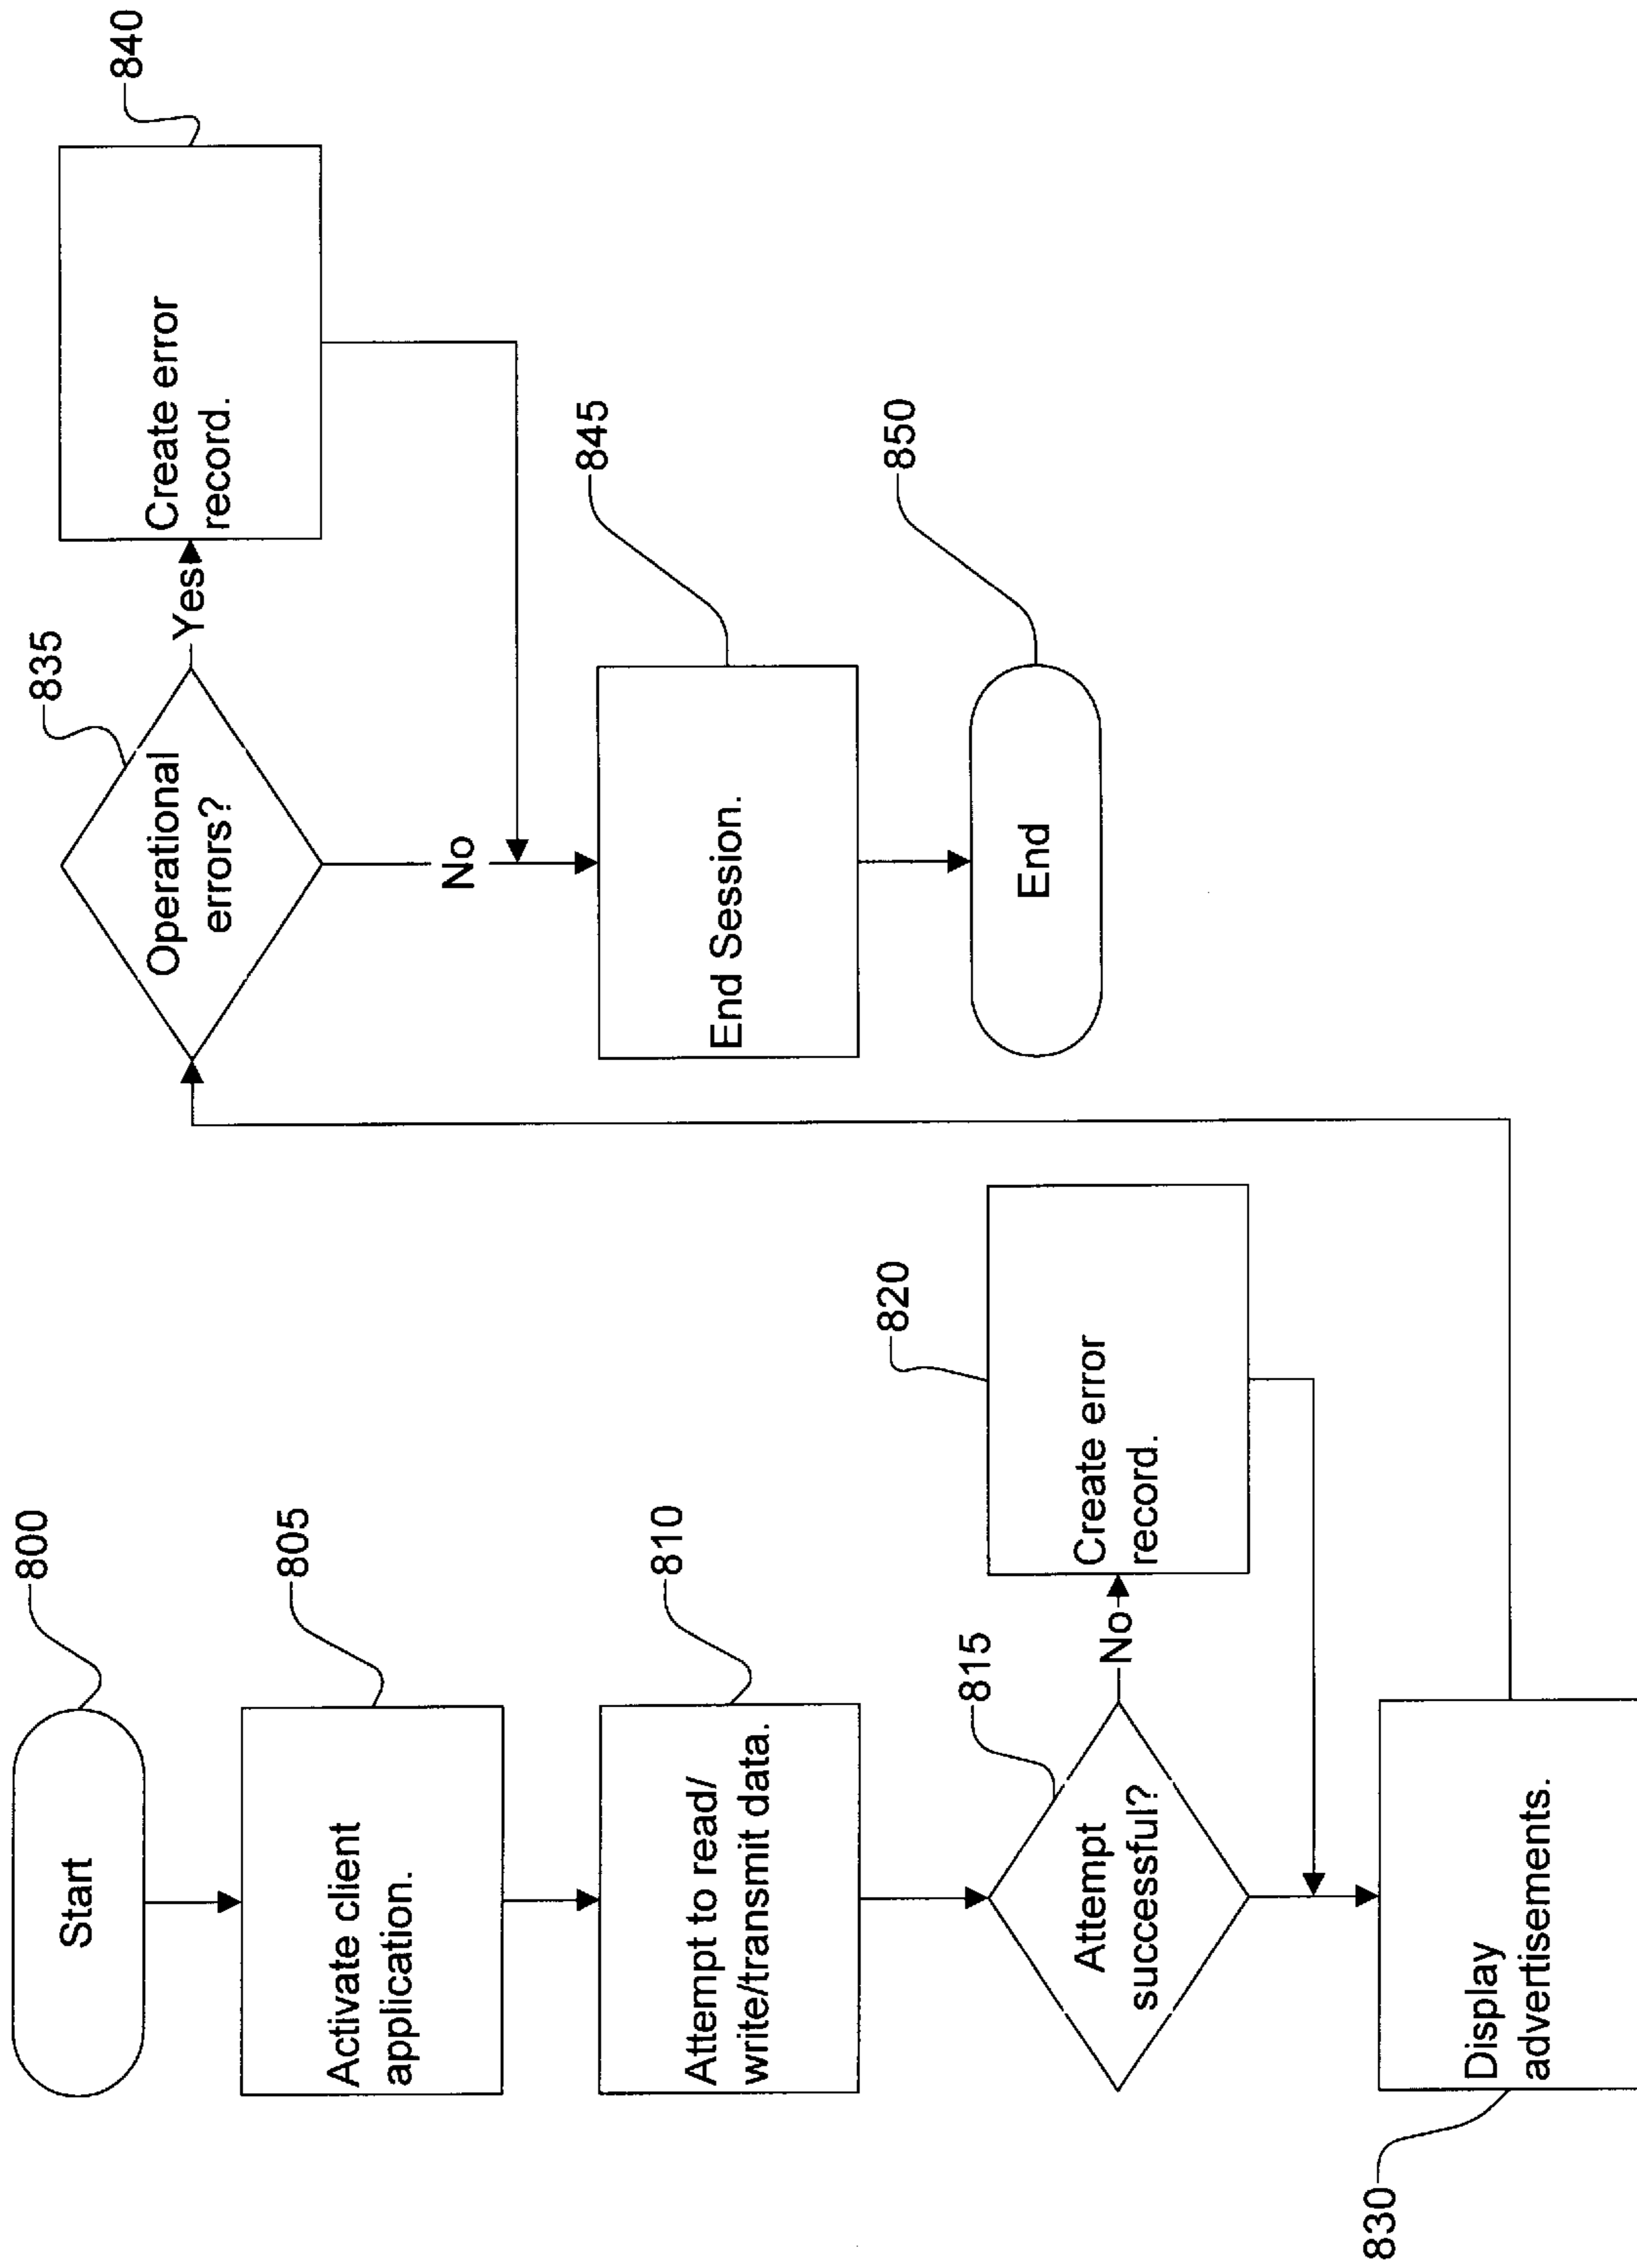 Start
800
Activate client
application.
805
Attempt to read/
write/transmit data.
810
Attempt
successful?
815
No
Create error
record.
820
Display
advertisements.
830
Operational
errors?
835
Yes
Create error
record.
840
No
End Session.
845
End
850